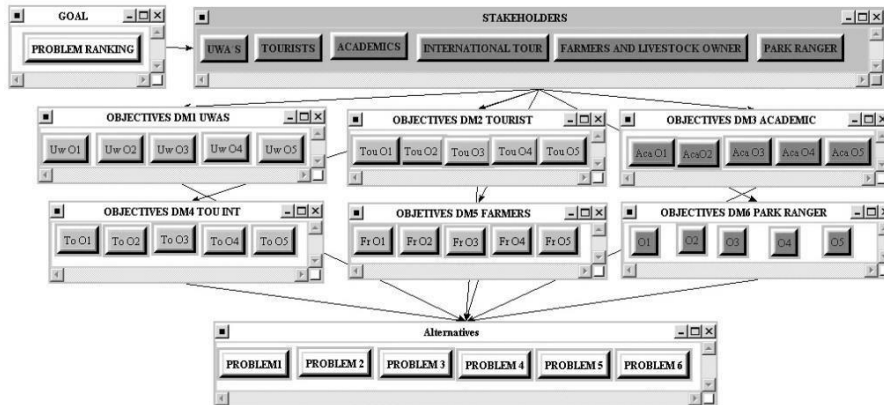 GOAL
PROBLEM RANKING
STAKEHOLDERS
UWA`S TOURISTS ACADEMICS INTERNATIONAL TOUR FARMERS AND LIVESTOCK OWNER PARK RANGER
OBJECTIVES DM1 UWAS
Uw O1 Uw O2 Uw O3 Uw O4 Uw O5
OBJECTIVES DM2 TOURIST
Tou O1 Tou O2 Tou O3 Tou O4 Tou O5
OBJECTIVES DM3 ACADEMIC
Aca O1 AcaO2 Aca O3 Aca O4 Aca O5
OBJECTIVES DM4 TOU INT
To O1 To O2 To O3 To O4 To O5
OBJETIVES DM5 FARMERS
Fr O1 Fr O2 Fr O3 Fr O4 Fr O5
OBJECTIVES DM6 PARK RANGER
O1 O2 O3 O4 O5
Alternatives
PROBLEM1 PROBLEM 2 PROBLEM 3 PROBLEM 4 PROBLEM 5 PROBLEM 6